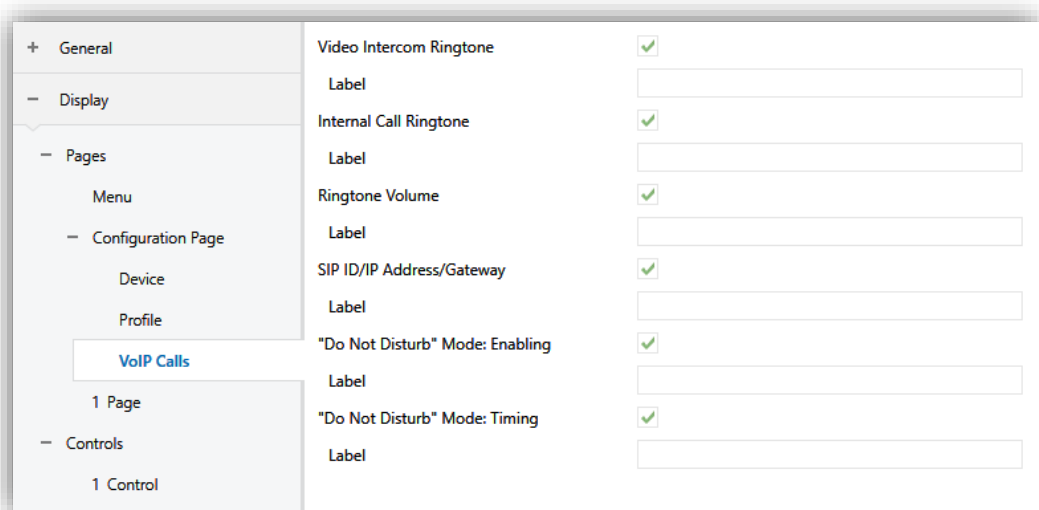 + General
− Display
− Pages
Menu
− Configuration Page
Device
Profile
VoIP Calls
1 Page
− Controls
1 Control
Video Intercom Ringtone
Label
Internal Call Ringtone
Label
Ringtone Volume
Label
SIP ID/IP Address/Gateway
Label
"Do Not Disturb" Mode: Enabling
Label
"Do Not Disturb" Mode: Timing
Label